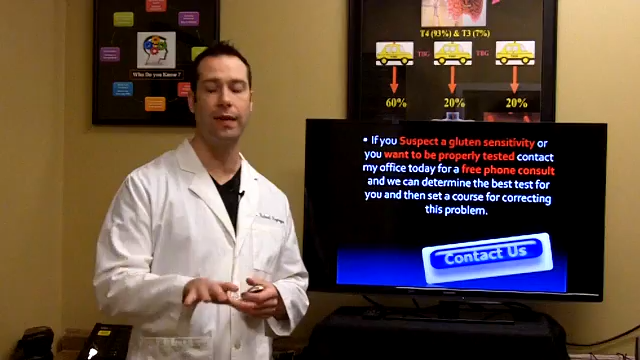 Who Do you Know ?
T4 (93%) & T3 (7%)
TBG
TBG
60%
20%
20%
• If you Suspect a gluten sensitivity or
you want to be properly tested contact
my office today for a free phone consult
and we can determine the best test for
you and then set a course for correcting
this problem.
Contact Us